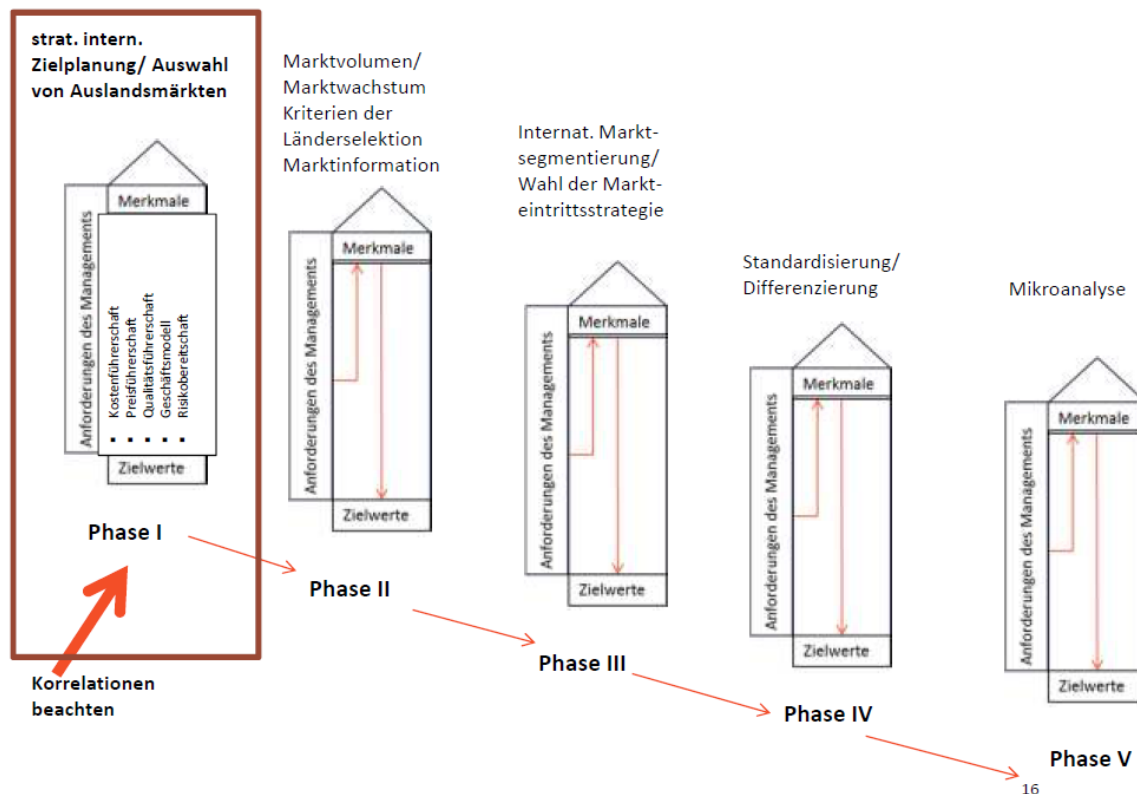 strat. intern.
Zielplanung/ Auswahl
von Auslandsmärkten
Merkmale
Anforderungen des Managements
Kostenführerschaft
Preisführerschaft
Qualitätsführerschaft
Geschäftsmodell
Risikobereitschaft
Zielwerte
Phase I
Korrelationen
beachten
Marktvolumen/
Marktwachstum
Kriterien der
Länderselektion
Marktinformation
Merkmale
Anforderungen des Managements
Zielwerte
Phase II
Internat. Markt-
segmentierung/
Wahl der Markt-
eintrittsstrategie
Merkmale
Anforderungen des Managements
Zielwerte
Phase III
Standardisierung/
Differenzierung
Merkmale
Anforderungen des Managements
Zielwerte
Phase IV
Mikroanalyse
Merkmale
Anforderungen des Managements
Zielwerte
Phase V
16